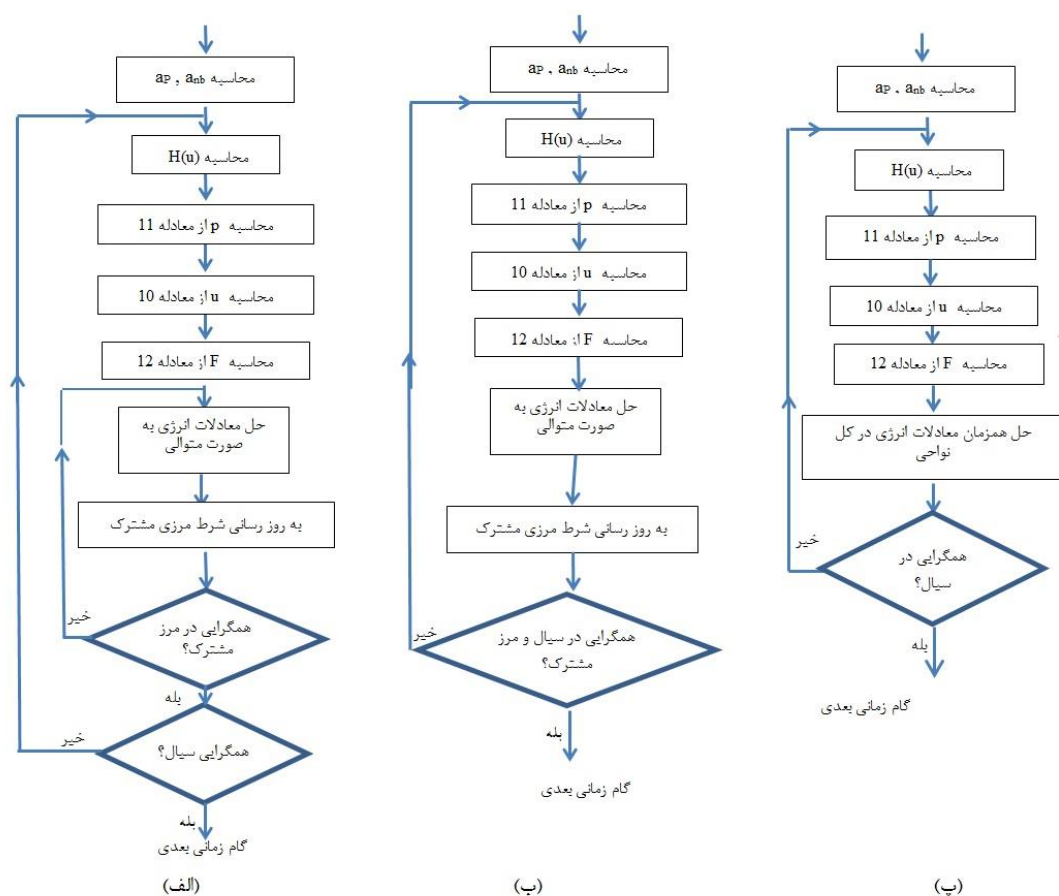 محاسبه aP ، anb
محاسبه H(u)
محاسبه p از معادله 11
محاسبه u از معادله 10
محاسبه F از معادله 12
حل معادلات انرژی به
صورت متوالی
به روز رسانی شرط مرزی مشترک
همگرایی در مرز
مشترک؟
خیر
بله
همگرایی سیال؟
خیر
بله
گام زمانی بعدی
(الف)
محاسبه aP ، anb
محاسبه H(u)
محاسبه p از معادله 11
محاسبه u از معادله 10
محاسبه F از معادله 12
حل معادلات انرژی به
صورت متوالی
به روز رسانی شرط مرزی مشترک
همگرایی در سیال و مرز
مشترک؟
خیر
بله
گام زمانی بعدی
(ب)
محاسبه aP ، anb
محاسبه H(u)
محاسبه p از معادله 11
محاسبه u از معادله 10
محاسبه F از معادله 12
حل همزمان معادلات انرژی در کل
نواحی
همگرایی در
سیال؟
خیر
بله
گام زمانی بعدی
(پ)